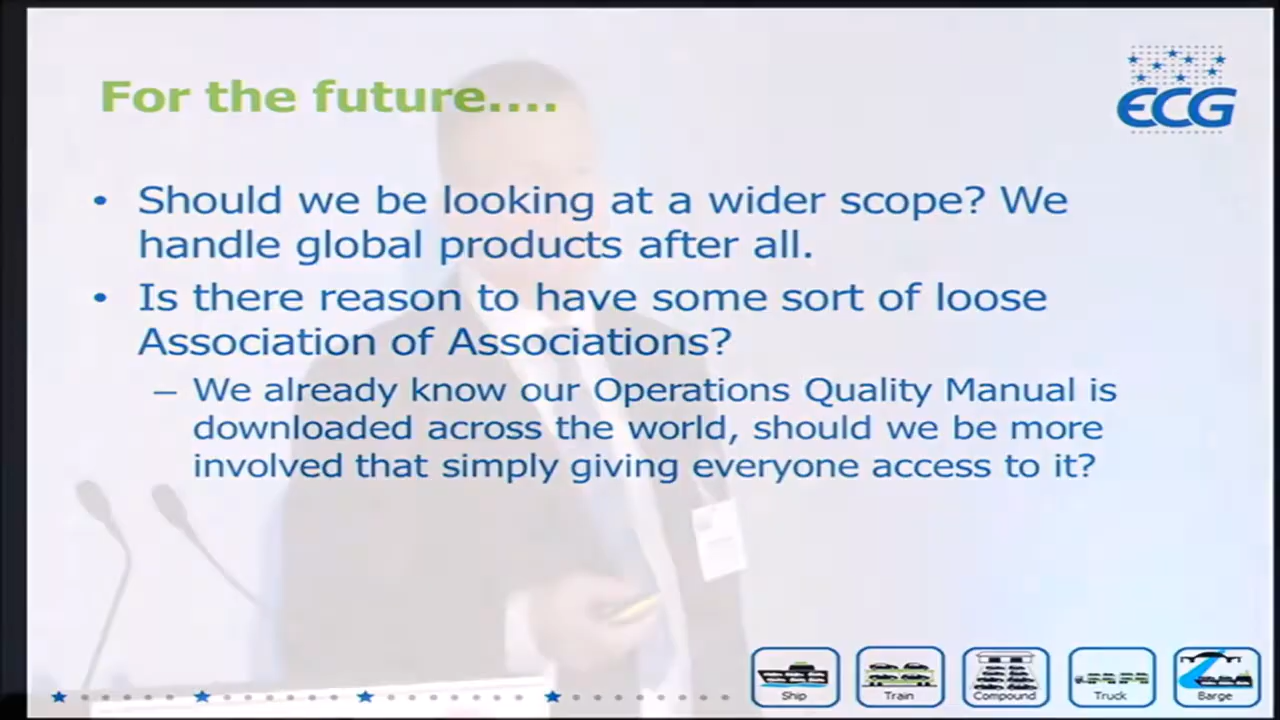 For the future....
ECG
• Should we be looking at a wider scope? We
handle global products after all.
• Is there reason to have some sort of loose
Association of Associations?
– We already know our Operations Quality Manual is
downloaded across the world, should we be more
involved that simply giving everyone access to it?
Ship
Train
Compound
Truck
Barge